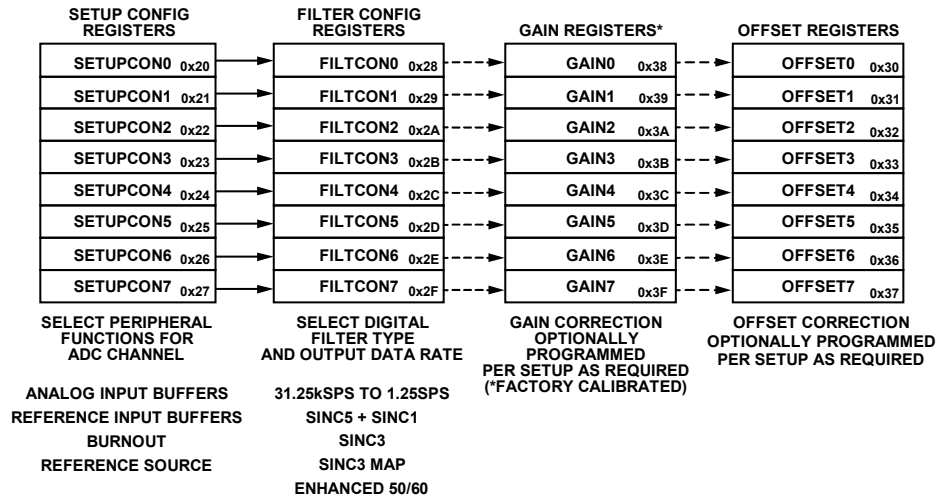 SETUP CONFIG
REGISTERS
FILTER CONFIG
REGISTERS
GAIN REGISTERS*
OFFSET REGISTERS
SETUPCON0 0x20 FILTCON0 0x28 GAIN0 0x38 OFFSET0 0x30
SETUPCON1 0x21 FILTCON1 0x29 GAIN1 0x39 OFFSET1 0x31
SETUPCON2 0x22 FILTCON2 0x2A GAIN2 0x3A OFFSET2 0x32
SETUPCON3 0x23 FILTCON3 0x2B GAIN3 0x3B OFFSET3 0x33
SETUPCON4 0x24 FILTCON4 0x2C GAIN4 0x3C OFFSET4 0x34
SETUPCON5 0x25 FILTCON5 0x2D GAIN5 0x3D OFFSET5 0x35
SETUPCON6 0x26 FILTCON6 0x2E GAIN6 0x3E OFFSET6 0x36
SETUPCON7 0x27 FILTCON7 0x2F GAIN7 0x3F OFFSET7 0x37
SELECT PERIPHERAL
FUNCTIONS FOR
ADC CHANNEL
ANALOG INPUT BUFFERS
REFERENCE INPUT BUFFERS
BURNOUT
REFERENCE SOURCE
SELECT DIGITAL
FILTER TYPE
AND OUTPUT DATA RATE
31.25kSPS TO 1.25SPS
SINC5 + SINC1
SINC3
SINC3 MAP
ENHANCED 50/60
GAIN CORRECTION
OPTIONALLY
PROGRAMMED
PER SETUP AS REQUIRED
(*FACTORY CALIBRATED)
OFFSET CORRECTION
OPTIONALLY PROGRAMMED
PER SETUP AS REQUIRED